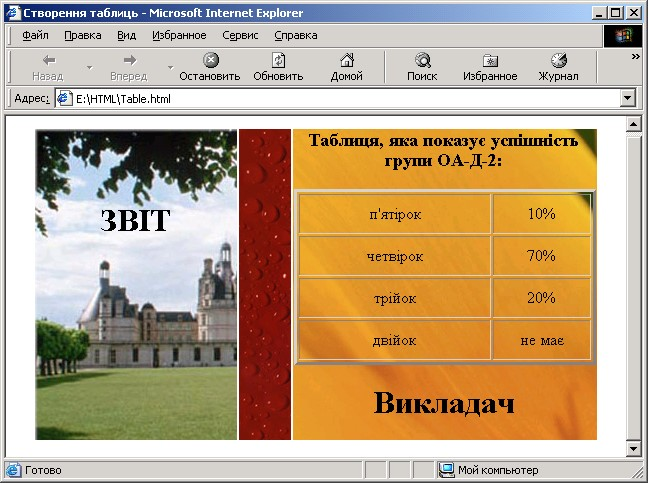 Створення таблиць - Microsoft Internet Explorer
Файл Правка Вид Избранное Сервис Справка
Назад Вперед Остановить Обновить Домой Поиск Избранное Журнал »
Адрес: E:\HTML\Table.html
ЗВІТ
Таблиця, яка показує успішність
групи ОА-Д-2:
п'ятірок 10%
четвірок 70%
трійок 20%
двійок не має
Викладач
Готово Мой компьютер